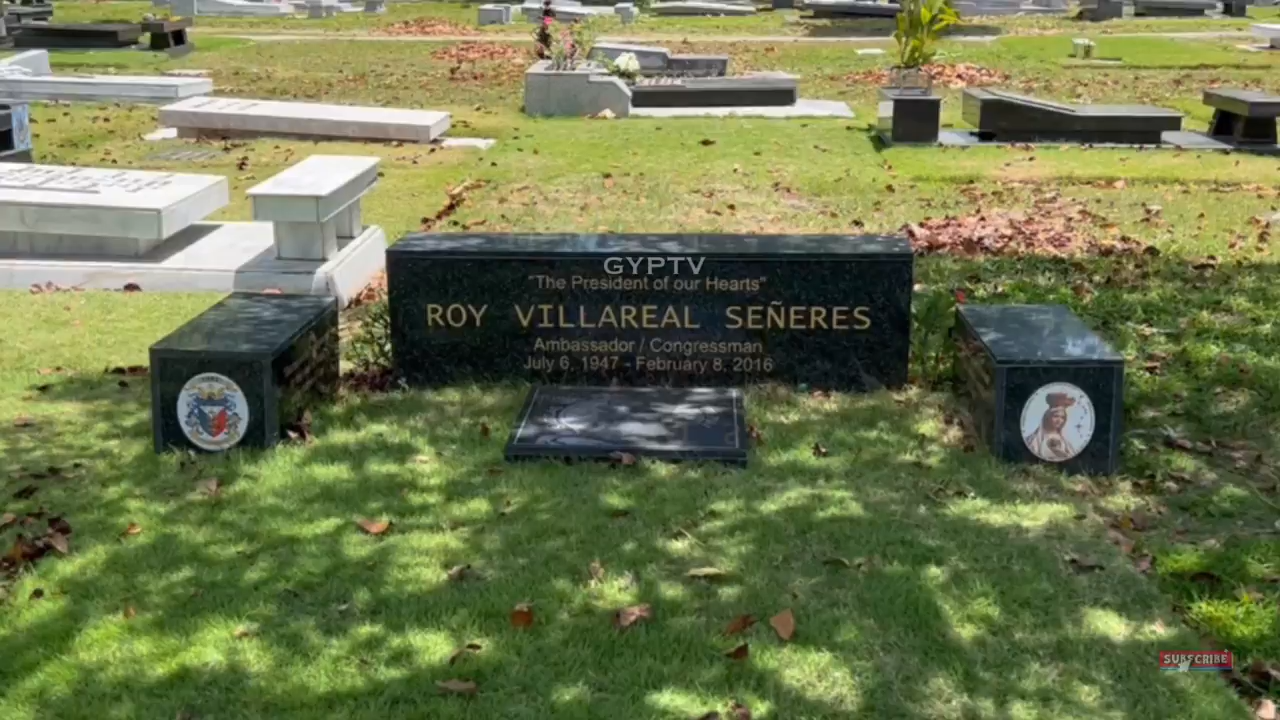 GYPTV
"The President of our Hearts"
ROY VILLAREAL SEÑERES
Ambassador / Congressman
July 6, 1947 - February 8, 2016
SUBSCRIBE